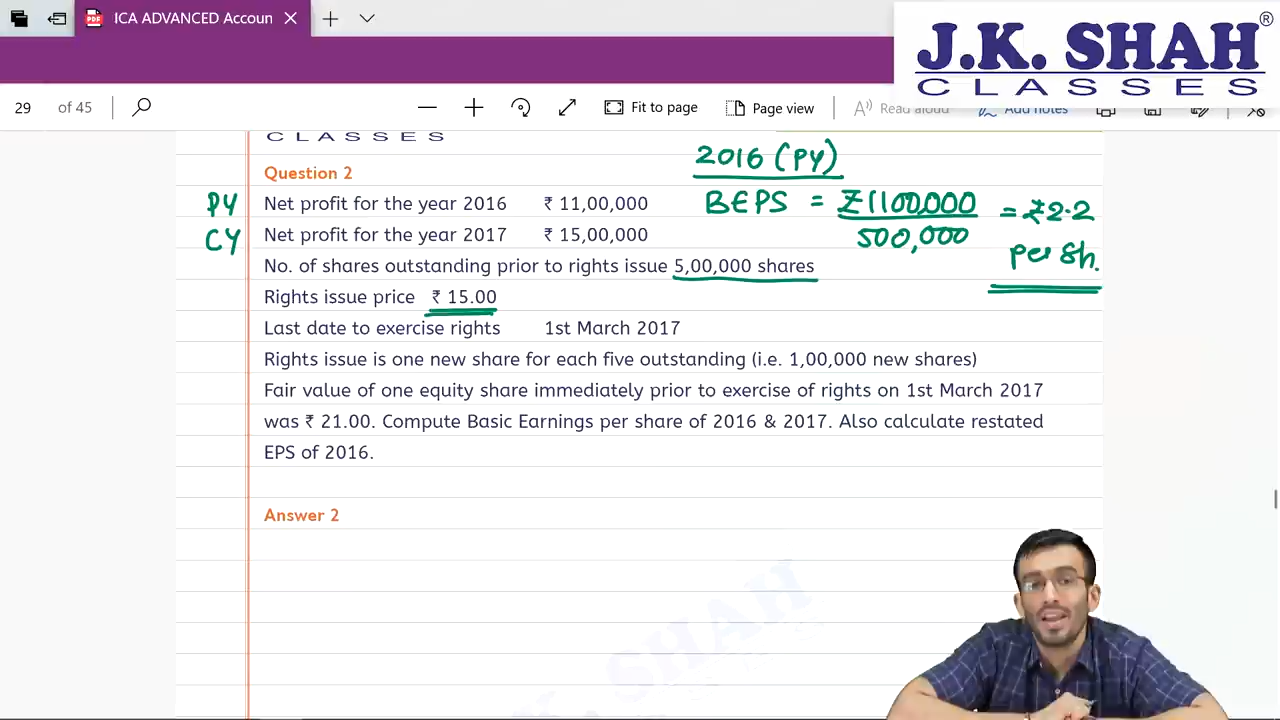 ICA ADVANCED Accoun
J.K. SHAH®
CLASSES
29 of 45
Fit to page
Page view
Read aloud
Add notes
CLASSES
2016 (PY)
Question 2
PY Net profit for the year 2016 ₹ 11,00,000
BEPS = ₹1100,000 / 500,000 = ₹2.2 per Sh.
CY Net profit for the year 2017 ₹ 15,00,000
No. of shares outstanding prior to rights issue 5,00,000 shares
Rights issue price ₹ 15.00
Last date to exercise rights 1st March 2017
Rights issue is one new share for each five outstanding (i.e. 1,00,000 new shares)
Fair value of one equity share immediately prior to exercise of rights on 1st March 2017
was ₹ 21.00. Compute Basic Earnings per share of 2016 & 2017. Also calculate restated
EPS of 2016.
Answer 2
K SHAH